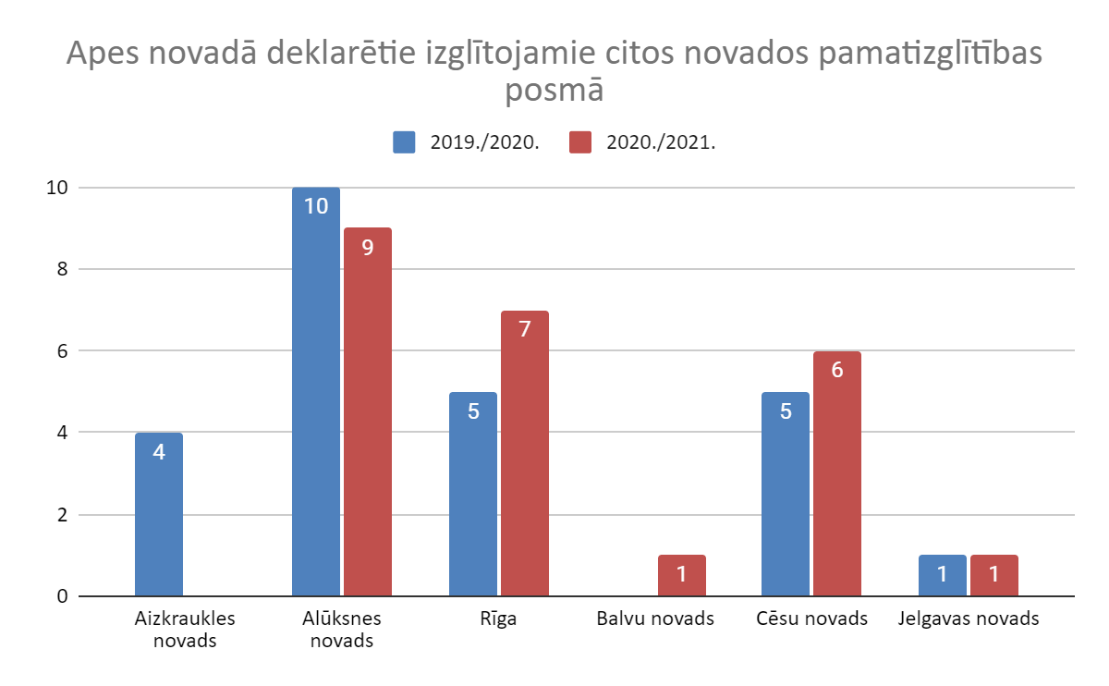 Apes novadā deklarētie izglītojamie citos novados pamatizglītības
posmā
2019./2020. 2020./2021.
10
8
6
4
2
0
4
10
9
5
7
1
5
6
1
1
Aizkraukles
novads
Alūksnes
novads
Rīga
Balvu novads
Cēsu novads
Jelgavas novads